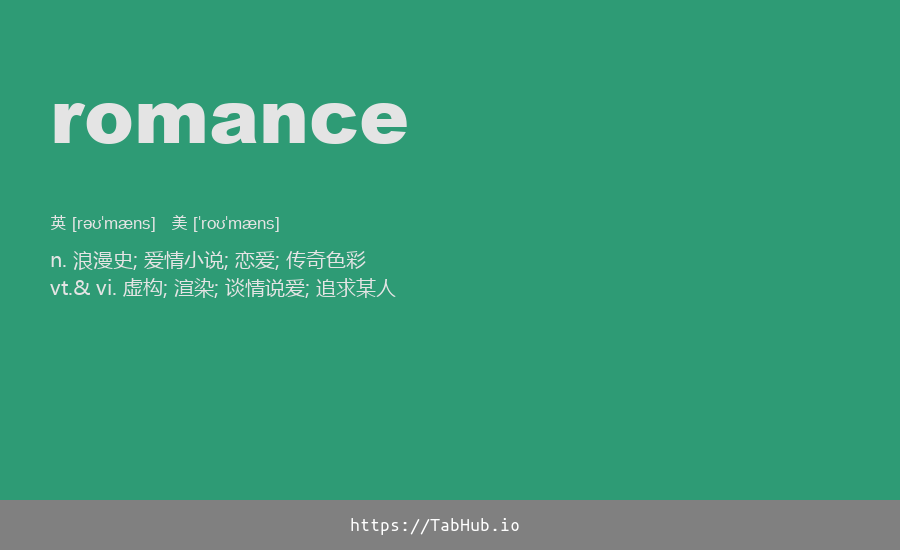 romance
英 [rəʊˈmæns] 美 [ˈroʊˈmæns]
n. 浪漫史; 爱情小说; 恋爱; 传奇色彩
vt.& vi. 虚构; 渲染; 谈情说爱; 追求某人
https://TabHub.io